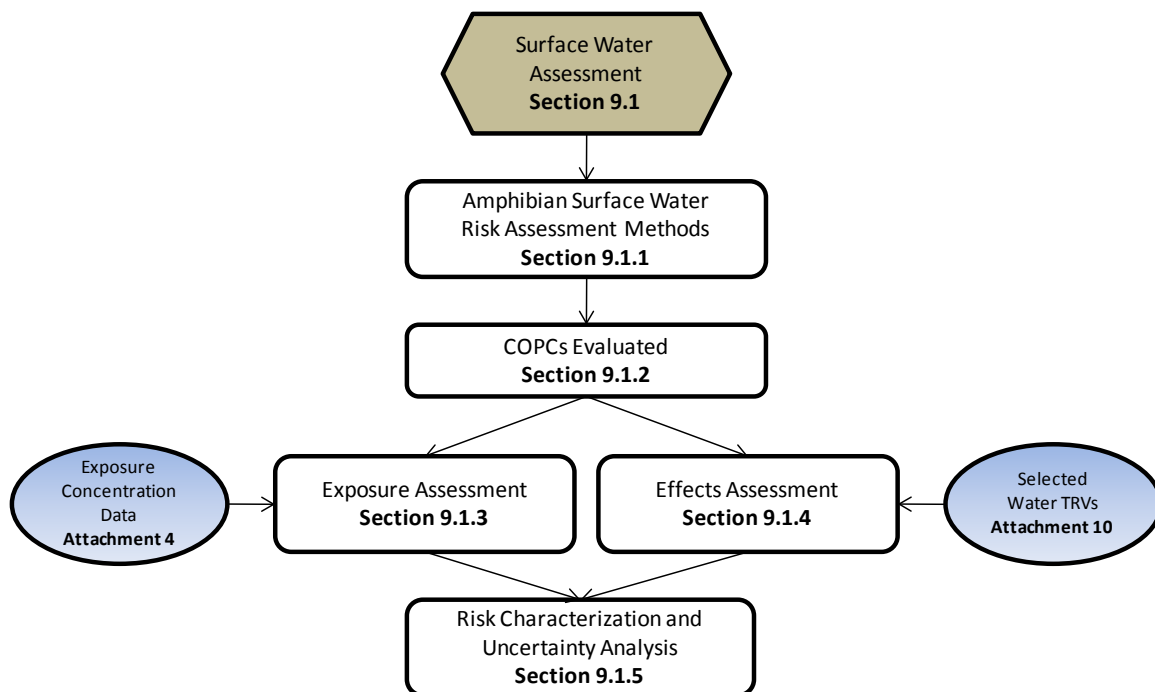 Surface Water
Assessment
Section 9.1
Amphibian Surface Water
Risk Assessment Methods
Section 9.1.1
COPCs Evaluated
Section 9.1.2
Exposure
Concentration
Data
Attachment 4
Exposure Assessment
Section 9.1.3
Effects Assessment
Section 9.1.4
Selected
Water TRVs
Attachment 10
Risk Characterization and
Uncertainty Analysis
Section 9.1.5